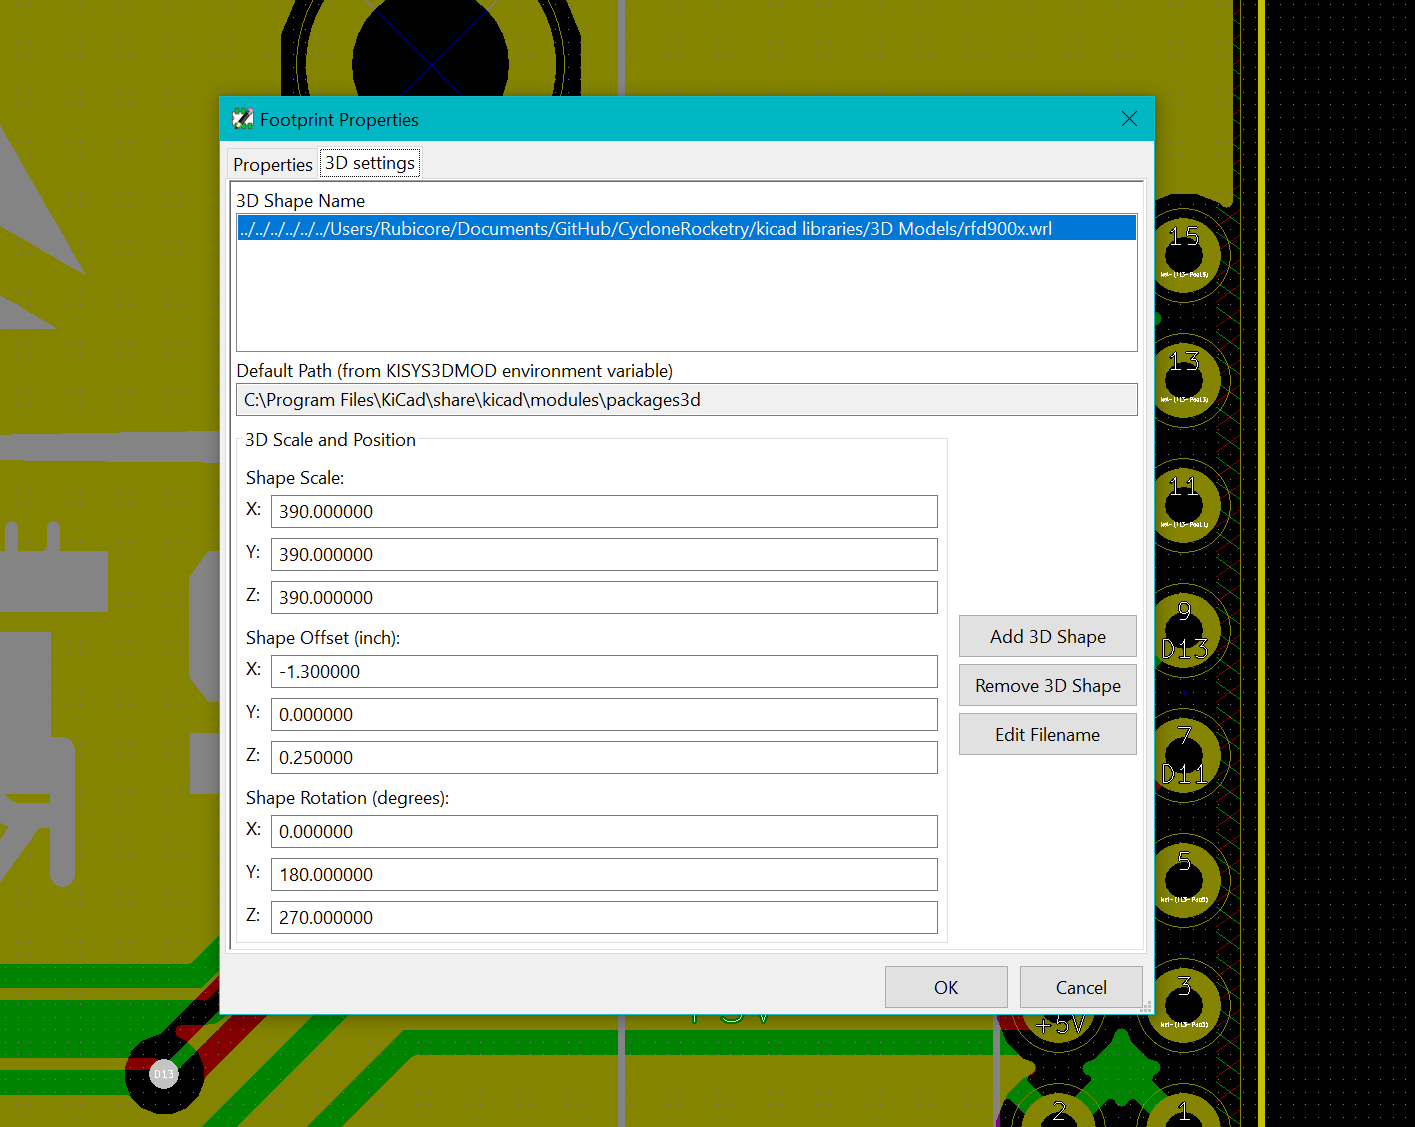 Footprint Properties
Properties
3D settings
3D Shape Name
../../../../../../Users/Rubicore/Documents/GitHub/CycloneRocketry/kicad libraries/3D Models/rfd900x.wrl
Default Path (from KISYS3DMOD environment variable)
C:\Program Files\KiCad\share\kicad\modules\packages3d
3D Scale and Position
Shape Scale:
X: 390.000000
Y: 390.000000
Z: 390.000000
Shape Offset (inch):
X: -1.300000
Y: 0.000000
Z: 0.250000
Shape Rotation (degrees):
X: 0.000000
Y: 180.000000
Z: 270.000000
Add 3D Shape
Remove 3D Shape
Edit Filename
OK
Cancel
15
13
11
9
D13
7
D11
5
3
+5V
D13
2
1